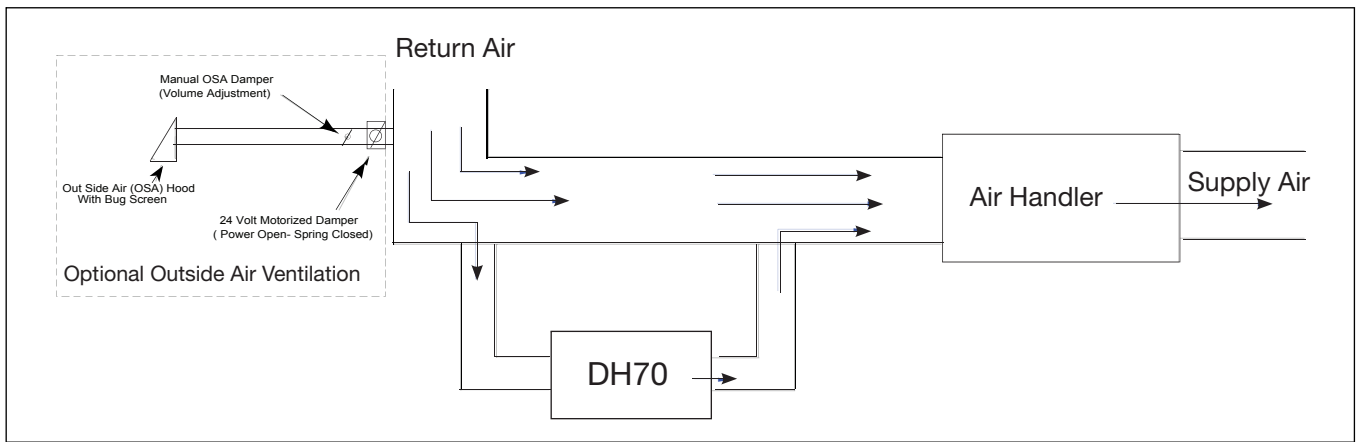 Return Air
Manual OSA Damper
(Volume Adjustment)
Out Side Air (OSA) Hood
With Bug Screen
24 Volt Motorized Damper
( Power Open- Spring Closed)
Optional Outside Air Ventilation
Air Handler
Supply Air
DH70